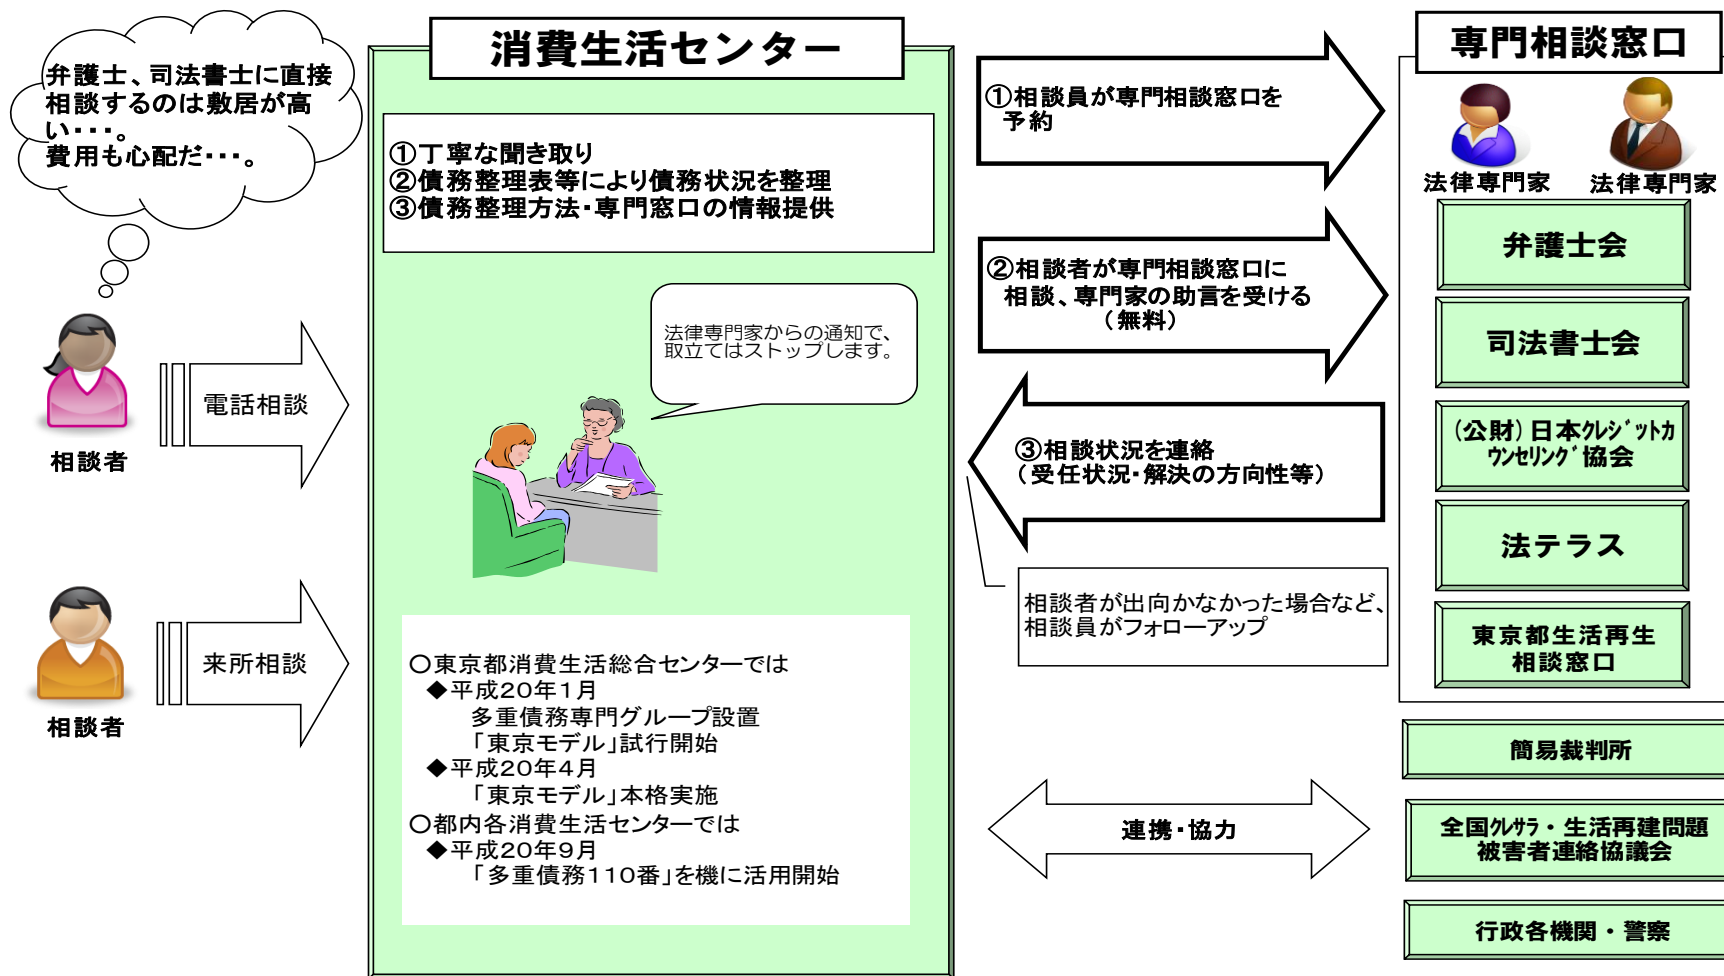 弁護士、司法書士に直接
相談するのは敷居が高
い・・・。
費用も心配だ・・・。
相談者
電話相談
相談者
来所相談
消費生活センター
①丁寧な聞き取り
②債務整理表等により債務状況を整理
③債務整理方法・専門窓口の情報提供
法律専門家からの通知で、
取立てはストップします。
○東京都消費生活総合センターでは
◆平成20年1月
多重債務専門グループ設置
「東京モデル」試行開始
◆平成20年4月
「東京モデル」本格実施
○都内各消費生活センターでは
◆平成20年9月
「多重債務110番」を機に活用開始
①相談員が専門相談窓口を
予約
②相談者が専門相談窓口に
相談、専門家の助言を受ける
（無料）
③相談状況を連絡
（受任状況・解決の方向性等）
相談者が出向かなかった場合など、
相談員がフォローアップ
連携・協力
専門相談窓口
法律専門家 法律専門家
弁護士会
司法書士会
(公財)日本ｸﾚｼﾞｯﾄｶ
ｳﾝｾﾘﾝｸﾞ協会
法テラス
東京都生活再生
相談窓口
簡易裁判所
全国ｸﾚｻﾗ・生活再建問題
被害者連絡協議会
行政各機関・警察